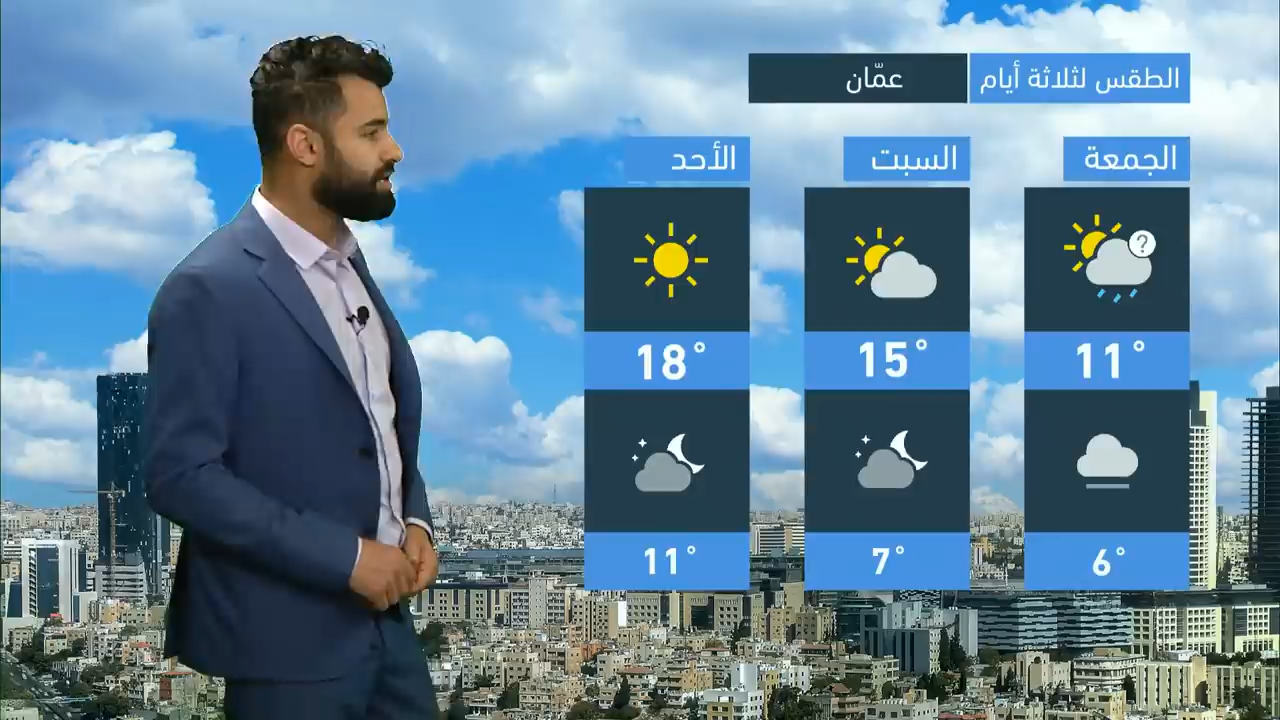 الطقس لثلاثة أيام
عمّان
الجمعة
السبت
الأحد
?
11°
15°
18°
6°
7°
11°